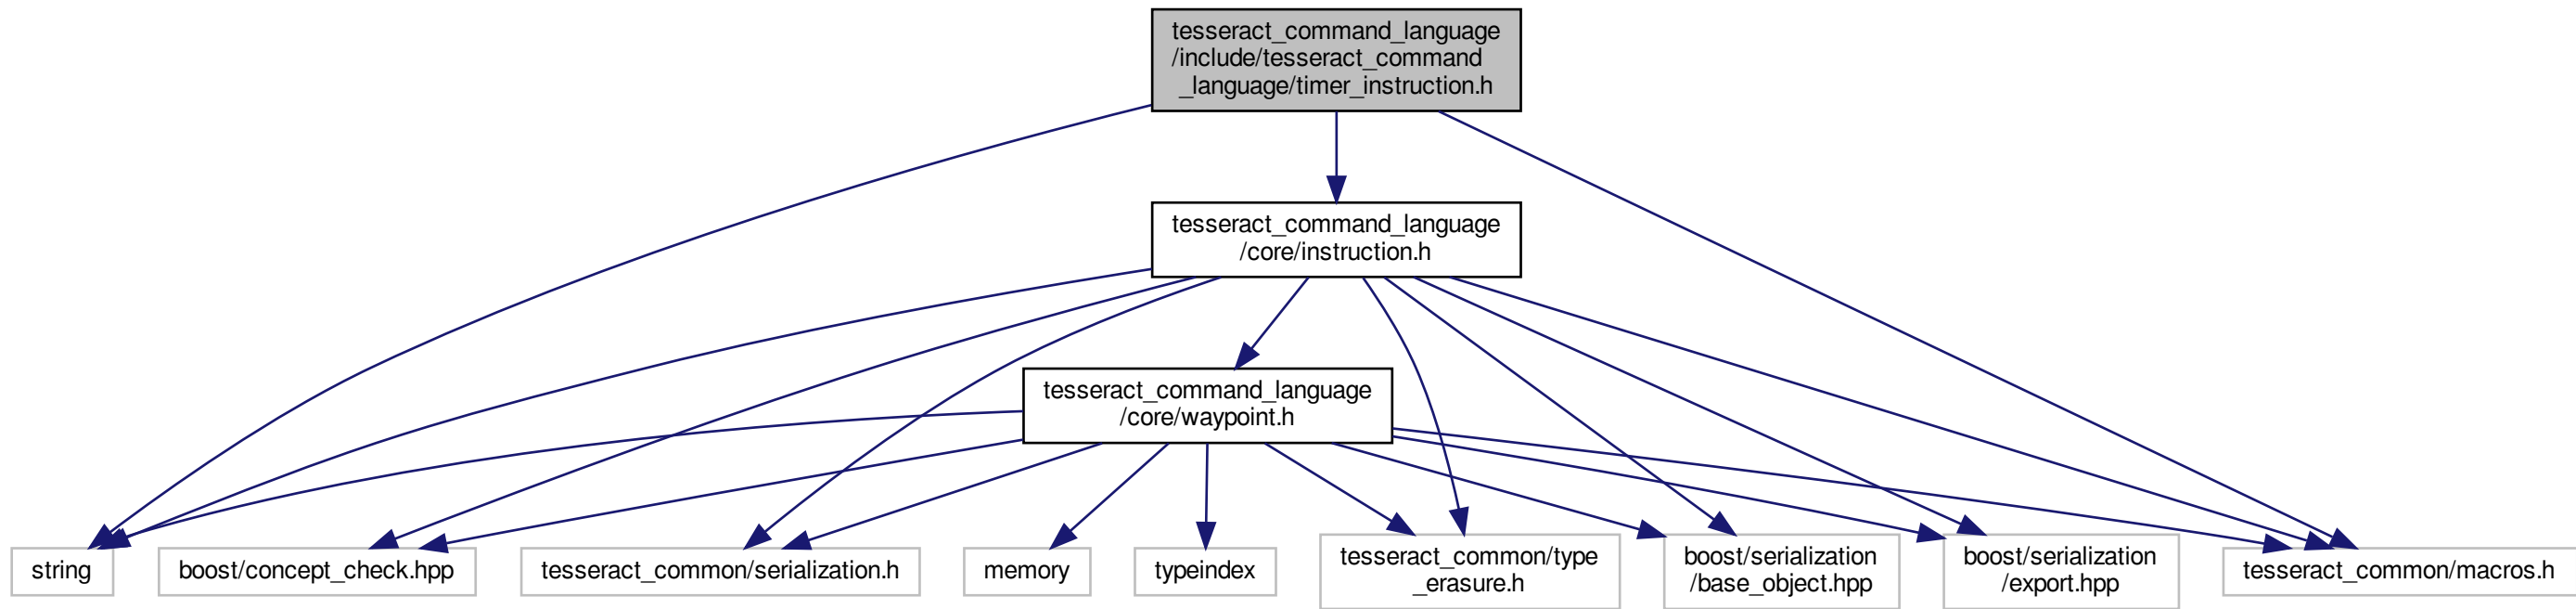 tesseract_command_language
/include/tesseract_command
_language/timer_instruction.h
tesseract_command_language
/core/instruction.h
tesseract_command_language
/core/waypoint.h
string
boost/concept_check.hpp
tesseract_common/serialization.h
memory
typeindex
tesseract_common/type
_erasure.h
boost/serialization
/base_object.hpp
boost/serialization
/export.hpp
tesseract_common/macros.h